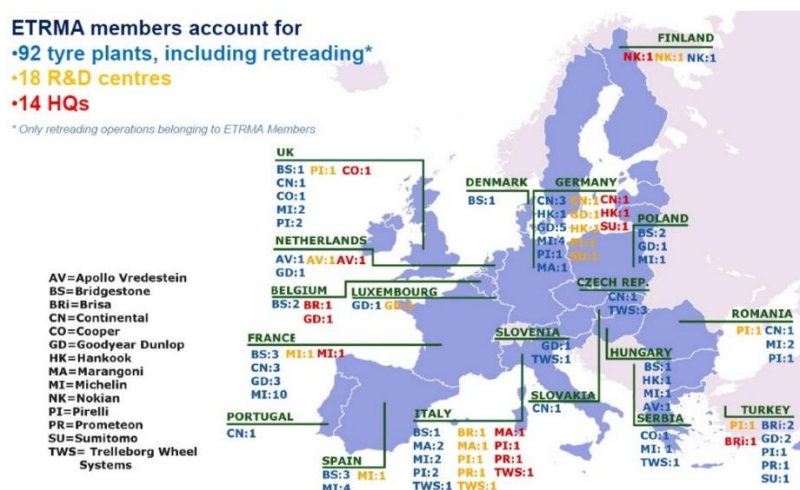 ETRMA members account for
•92 tyre plants, including retreading*
•18 R&D centres
•14 HQs
* Only retreading operations belonging to ETRMA Members
FINLAND
NK:1 NK:1 NK:1
UK
BS:1 PI:1 CO:1
CN:1
CO:1
MI:2
PI:2
DENMARK
BS:1
GERMANY
CN:3 CN:1 CN:1
HK:1 GD:1 HK:1
GD:5 HK:1 SU:1
MI:4
PI:1
MA:1
POLAND
BS:2
GD:1
MI:1
NETHERLANDS
AV:1 AV:1 AV:1
GD:1
BELGIUM
BS:2 BR:1
GD:1
LUXEMBOURG
GD:1
CZECH REP.
CN:1
TWS:3
ROMANIA
PI:1 CN:1
MI:2
PI:1
FRANCE
BS:3 MI:1 MI:1
CN:3
GD:3
MI:10
SLOVENIA
GD:1
TWS:1
HUNGARY
BS:1
HK:1
MI:1
AV:1
SLOVAKIA
CN:1
SERBIA
CO:1
MI: 1
TWS:1
TURKEY
PI:1 BRi:2
BRi:1 GD:2
PI:1
PR:1
SU:1
PORTUGAL
CN:1
SPAIN
BS:3 MI:1
MI:4
ITALY
BS:1 BR:1 MA:1
MA:2 MA:1 PI:1
MI:2 PI:1 PR:1
PI:2 PR:1 TWS:1
TWS:1 TWS:1
AV=Apollo Vredestein
BS=Bridgestone
BRi=Brisa
CN=Continental
CO=Cooper
GD=Goodyear Dunlop
HK=Hankook
MA=Marangoni
MI=Michelin
NK=Nokian
PI=Pirelli
PR=Prometeon
SU=Sumitomo
TWS= Trelleborg Wheel
Systems